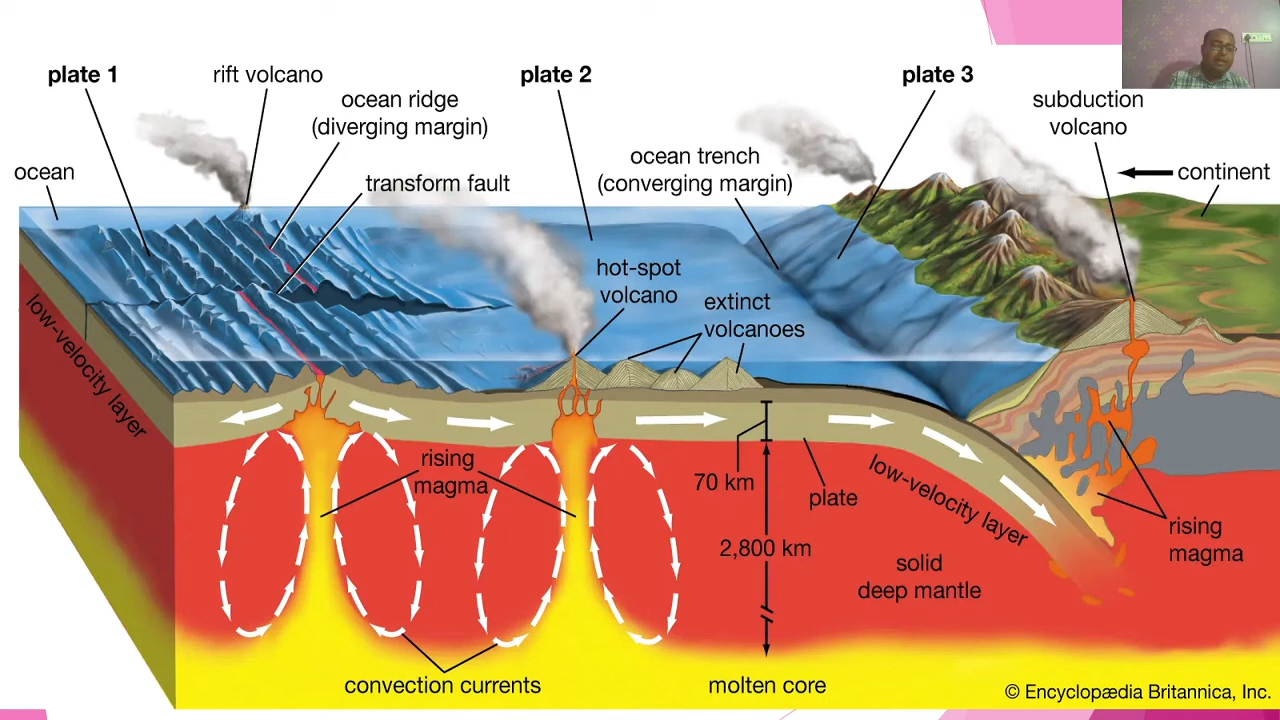 plate 1
rift volcano
plate 2
plate 3
ocean ridge
(diverging margin)
subduction
volcano
ocean
transform fault
ocean trench
(converging margin)
continent
hot-spot
volcano
extinct
volcanoes
low-velocity layer
rising
magma
70 km
plate
low-velocity layer
2,800 km
solid
deep mantle
rising
magma
convection currents
molten core
© Encyclopædia Britannica, Inc.